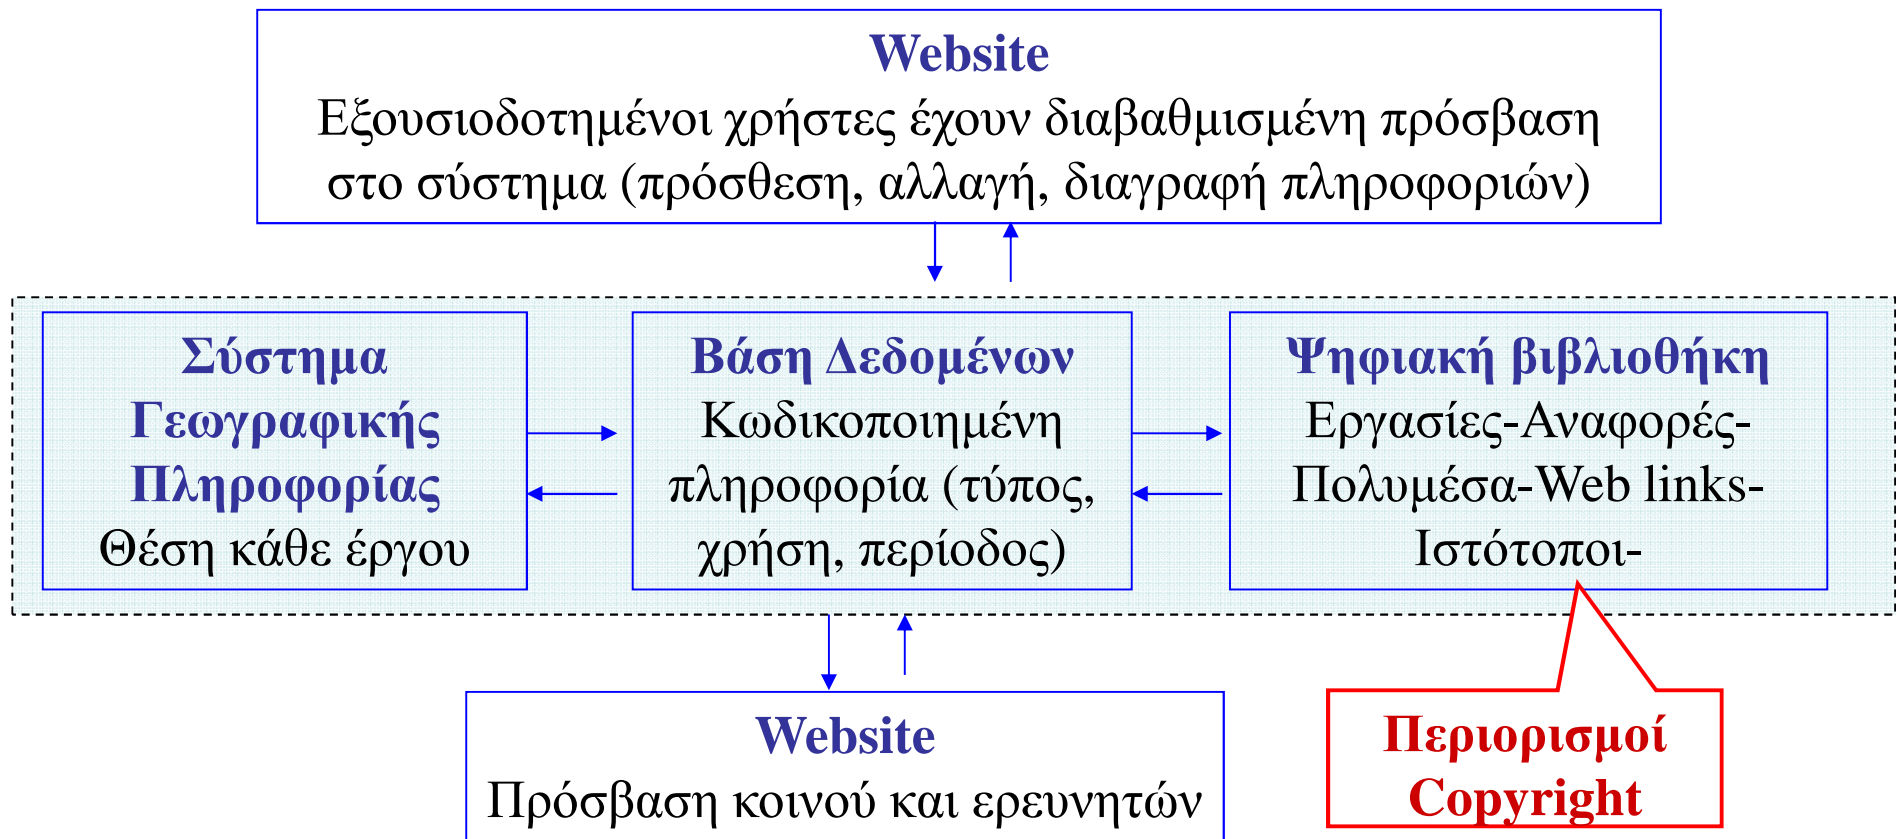 Website
Εξουσιοδοτημένοι χρήστες έχουν διαβαθμισμένη πρόσβαση
στο σύστημα (πρόσθεση, αλλαγή, διαγραφή πληροφοριών)
Σύστημα
Γεωγραφικής
Πληροφορίας
Θέση κάθε έργου
Βάση Δεδομένων
Κωδικοποιημένη
πληροφορία (τύπος,
χρήση, περίοδος)
Ψηφιακή βιβλιοθήκη
Εργασίες-Αναφορές-
Πολυμέσα-Web links-
Ιστότοποι-
Website
Πρόσβαση κοινού και ερευνητών
Περιορισμοί
Copyright